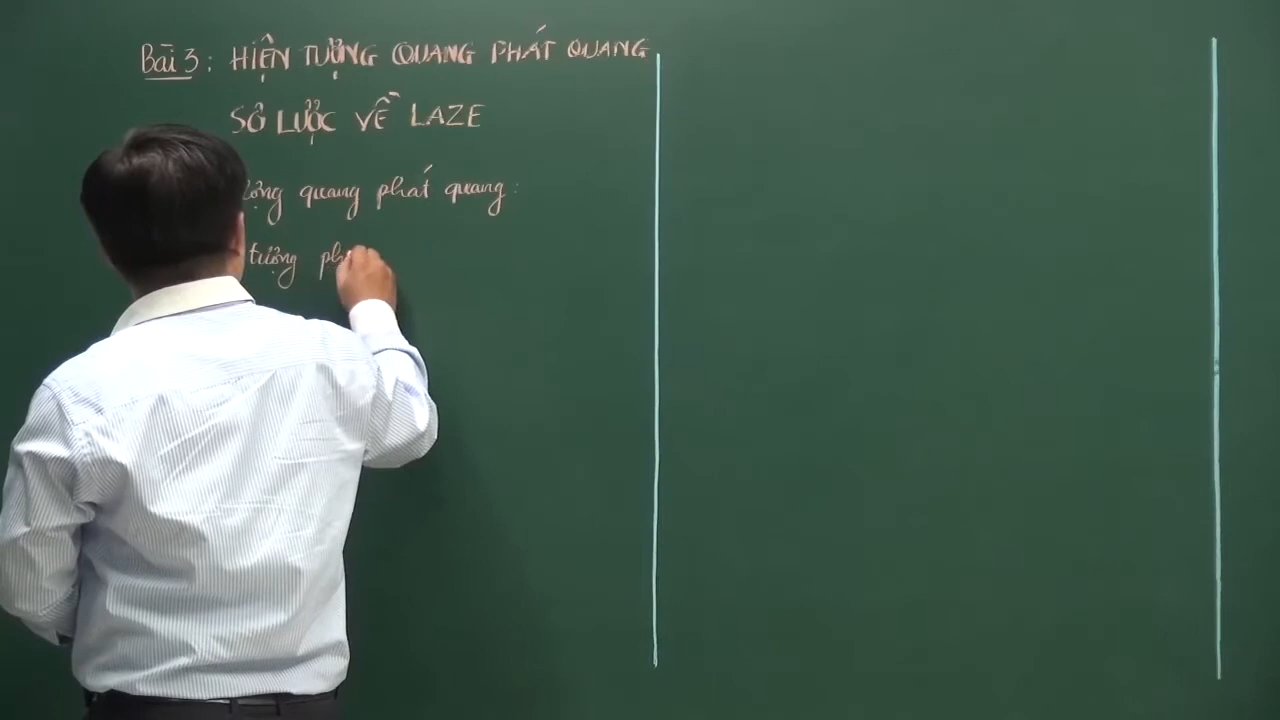 Bài 3: HIỆN TƯỢNG QUANG PHÁT QUANG
SƠ LƯỢC VỀ LAZE
quang phát quang:
tượng